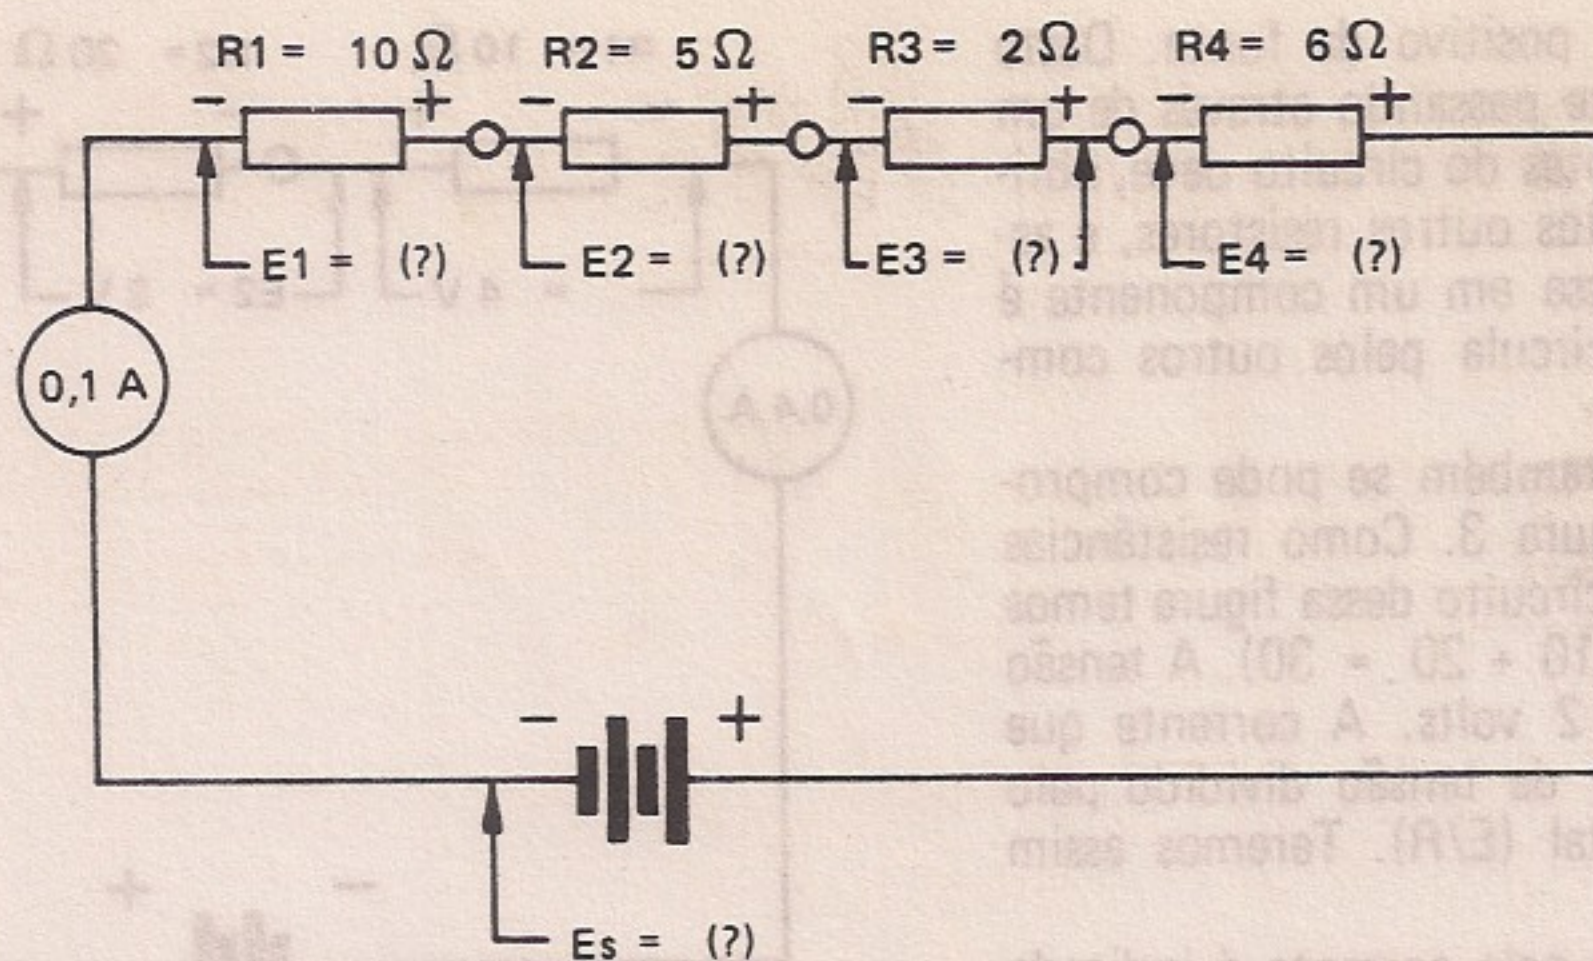 R1 = 10 Ω R2 = 5 Ω R3 = 2 Ω R4 = 6 Ω
- + - + - + - +
E1 = (?) E2 = (?) E3 = (?) E4 = (?)
0,1 A
- +
Es = (?)